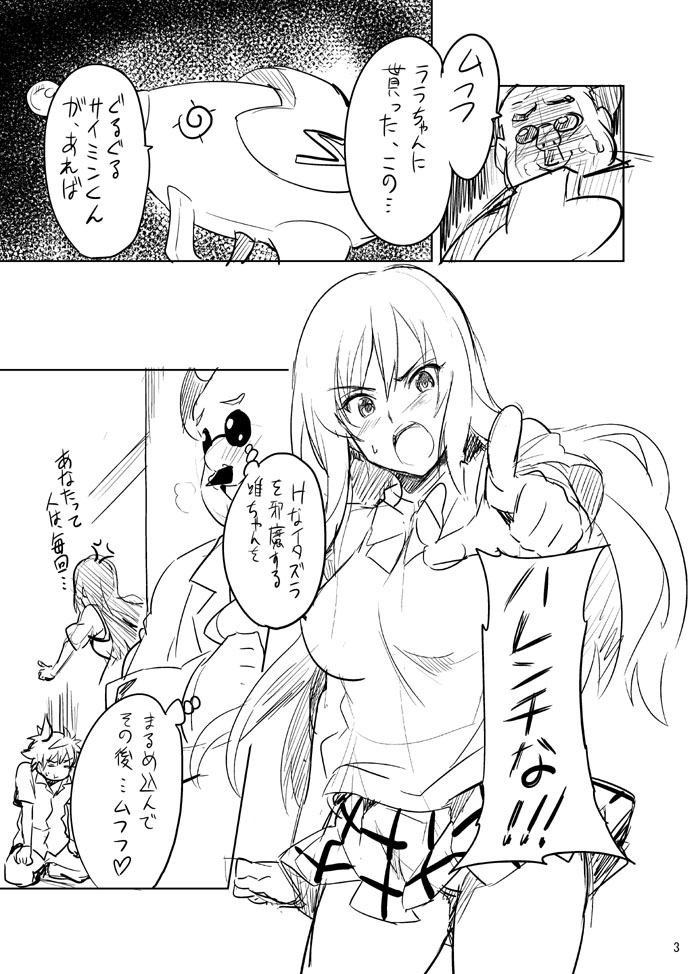 ムフフ
ララちゃんに
貰った、この…
ぐるぐる
サイミンくん
が、あれば
ハレンチな!!!
Hなイタズラ
を邪魔する
唯ちゃんを
まるめ込んで
その後…ムフフ♡
あなたって
人は、毎回…
3